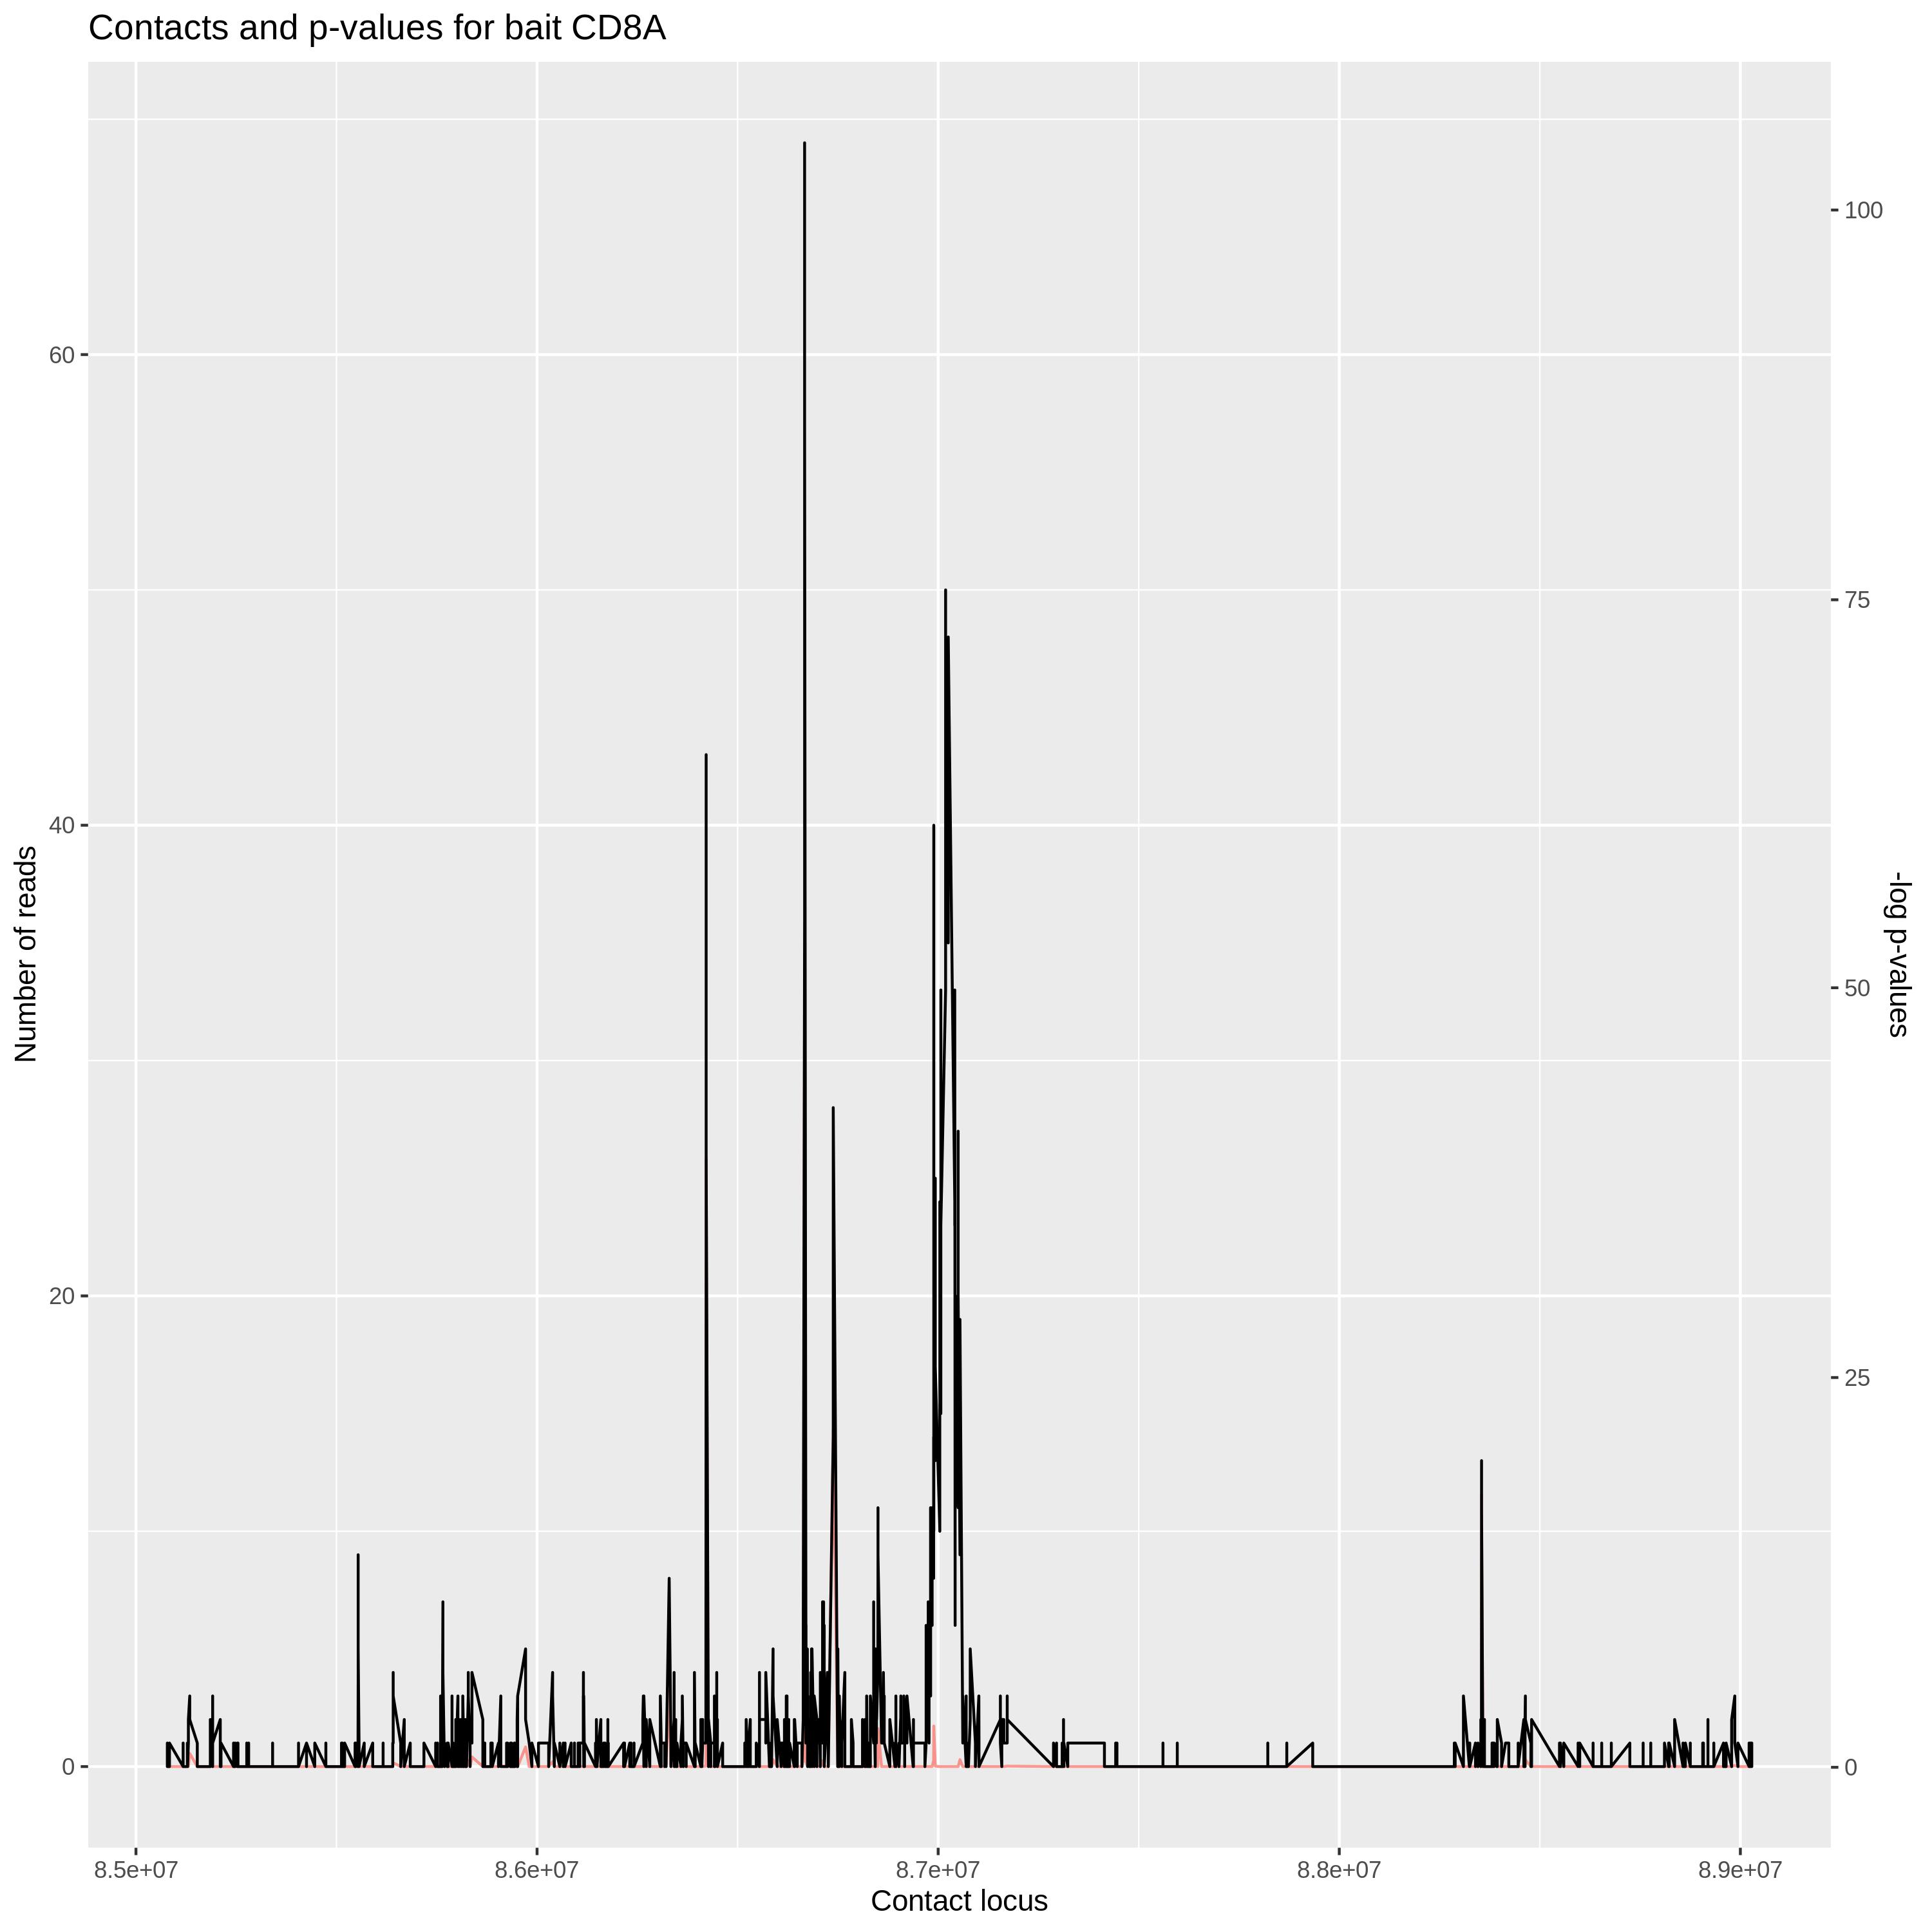 Contacts and p-values for bait CD8A
Number of reads
60
40
20
0
100
75
50
25
0
-log p-values
8.5e+07
8.6e+07
8.7e+07
8.8e+07
8.9e+07
Contact locus